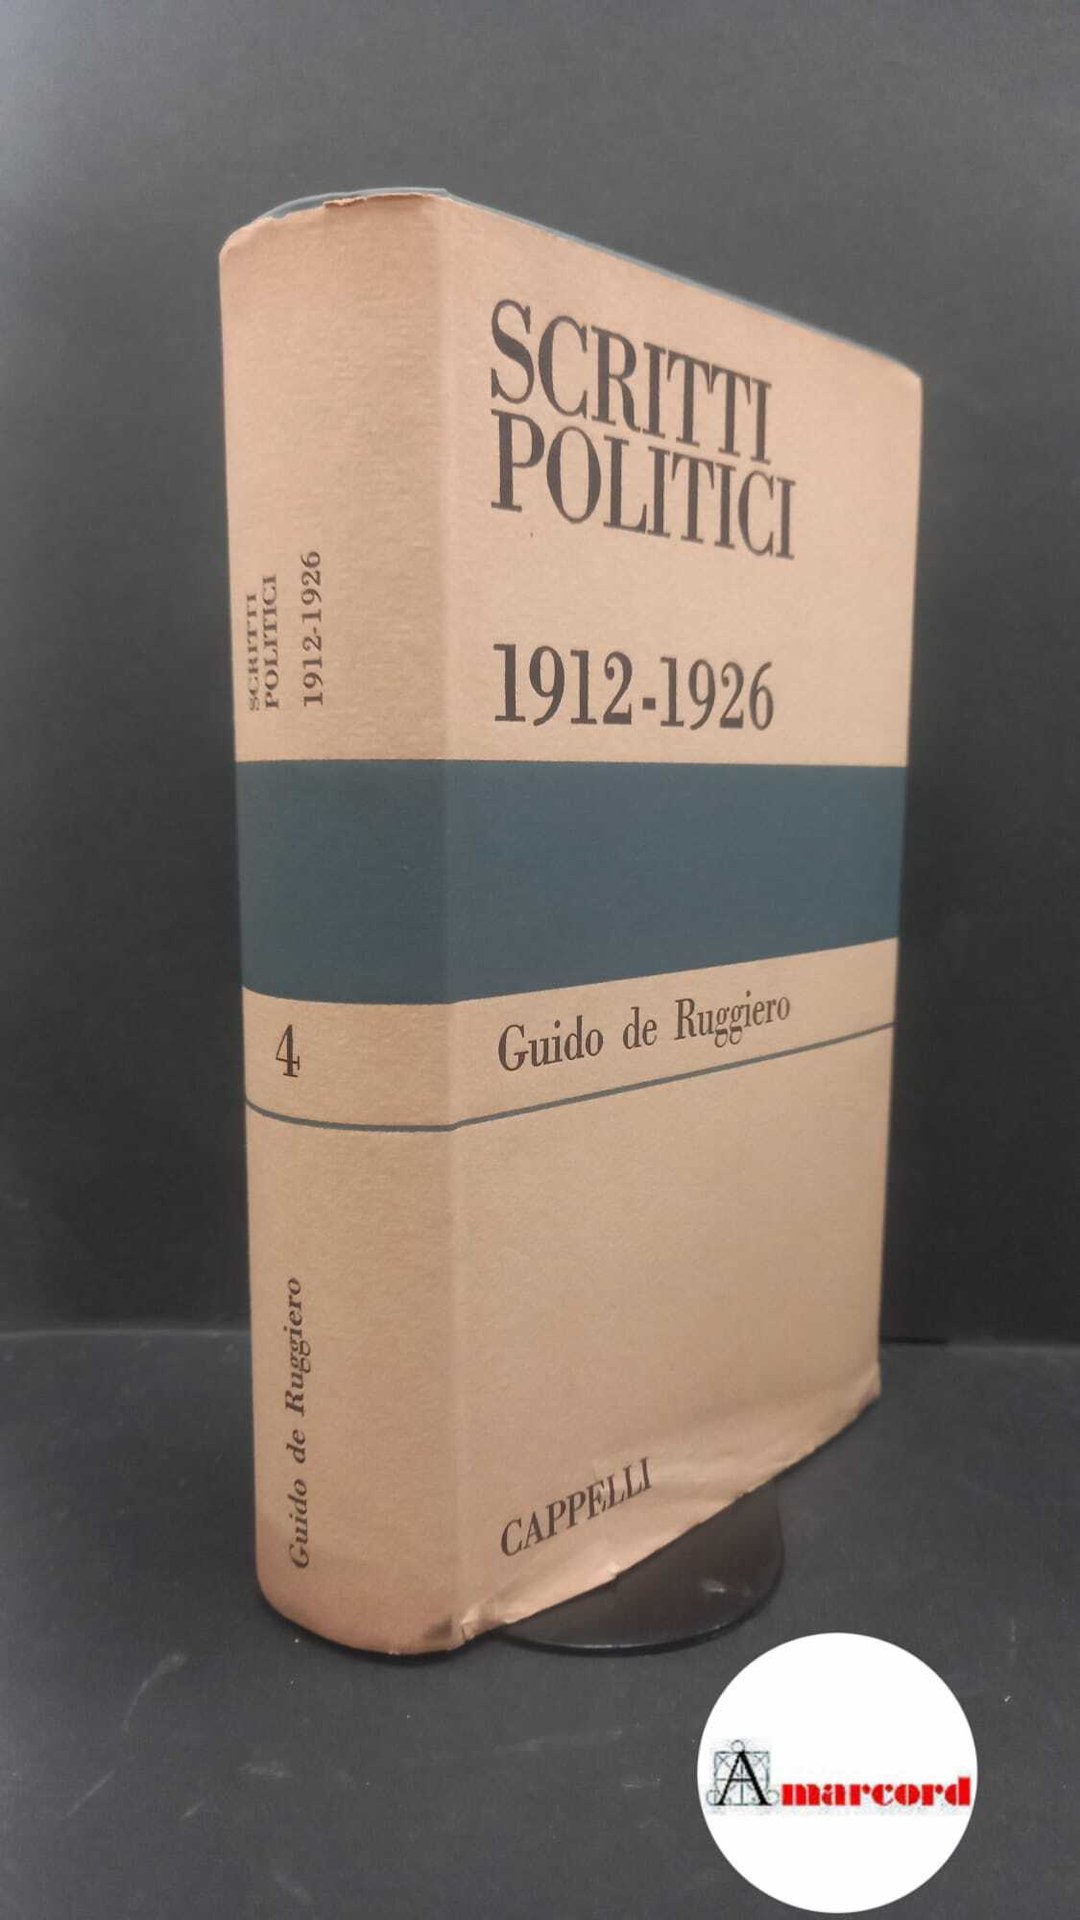 SCRITTI
POLITICI
1912-1926
Guido de Ruggiero
CAPPELLI
SCRITTI
POLITICI
1912-1926
4
Guido de Ruggiero
Amarcord